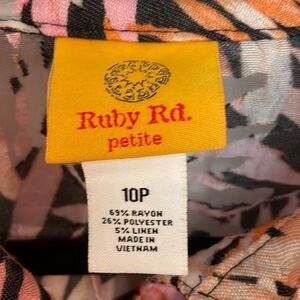 Ruby Rd.
petite
10P
69% RAYON
26% POLYESTER
5% LINEN
MADE IN
VIETNAM